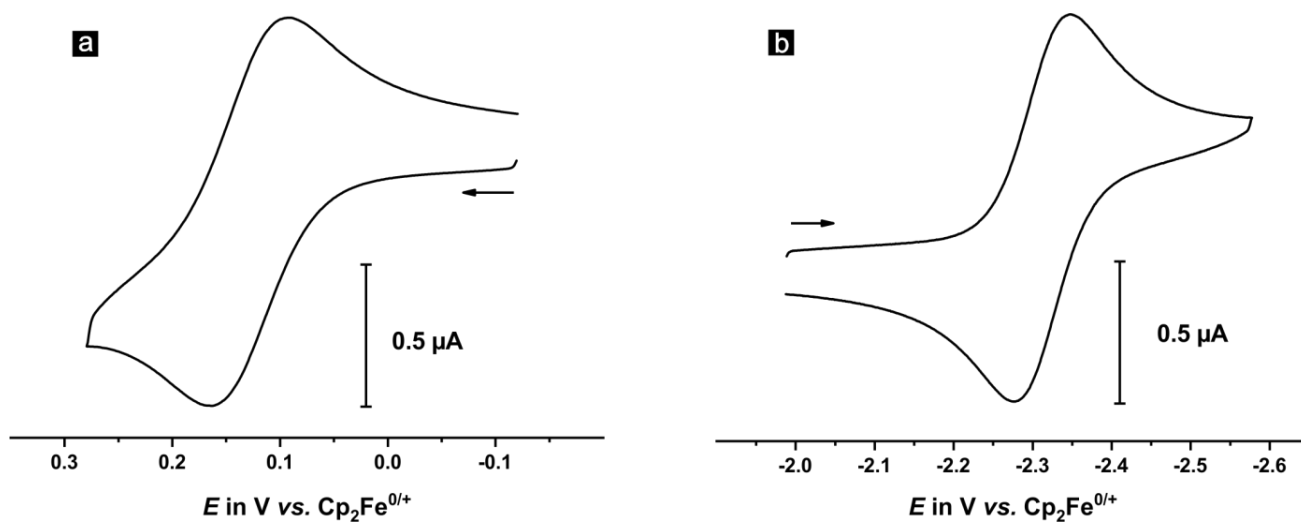 a
0.5 µA
0.3 0.2 0.1 0.0 -0.1
E in V vs. Cp₂Fe⁰/⁺
b
0.5 µA
-2.0 -2.1 -2.2 -2.3 -2.4 -2.5 -2.6
E in V vs. Cp₂Fe⁰/⁺